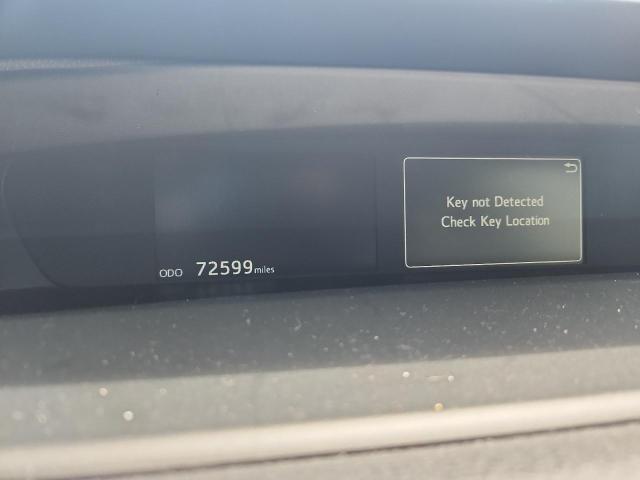 ODO 72599 miles
Key not Detected
Check Key Location